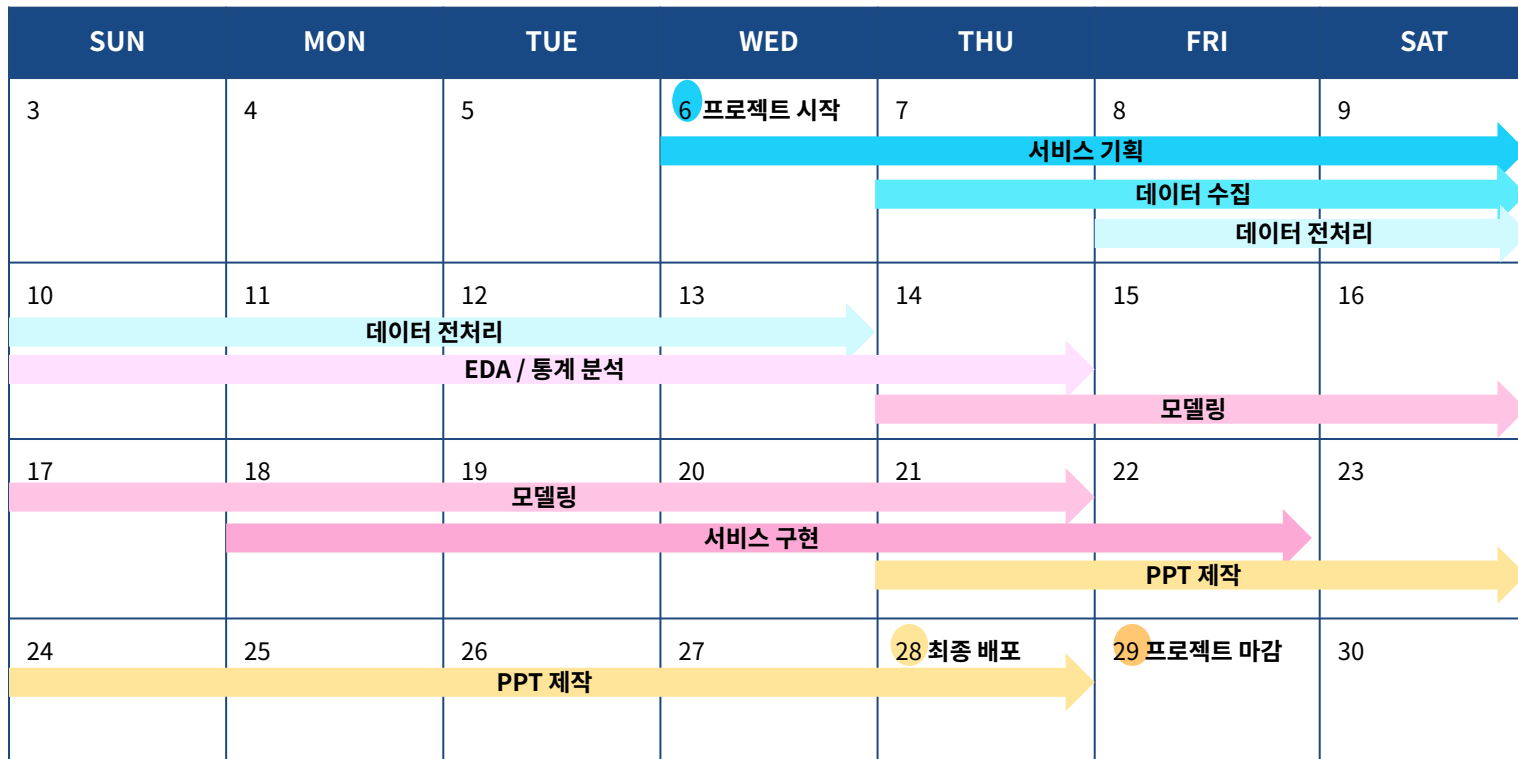 SUN MON TUE WED THU FRI SAT
3 4 5 6 프로젝트 시작 7 8 9
서비스 기획
데이터 수집
데이터 전처리
10 11 12 13 14 15 16
데이터 전처리
EDA / 통계 분석
모델링
17 18 19 20 21 22 23
모델링
서비스 구현
PPT 제작
24 25 26 27 28 최종 배포 29 프로젝트 마감 30
PPT 제작